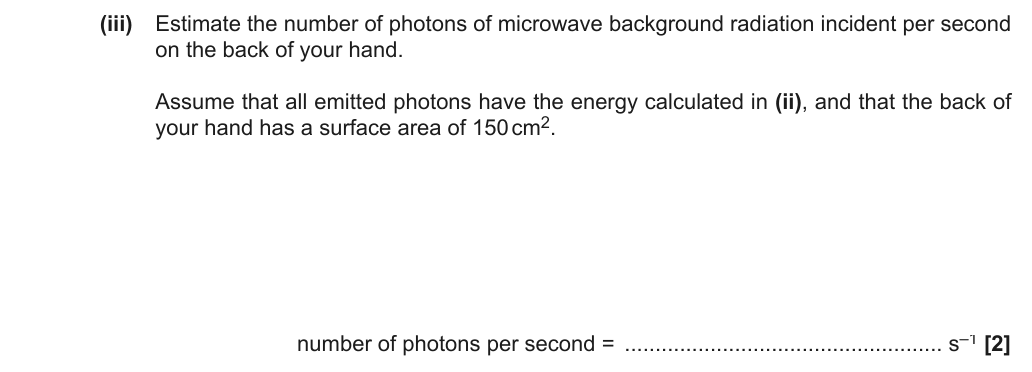 (iii) Estimate the number of photons of microwave background radiation incident per second
on the back of your hand.
Assume that all emitted photons have the energy calculated in (ii), and that the back of
your hand has a surface area of 150 cm².
number of photons per second = .................................................... s⁻¹ [2]